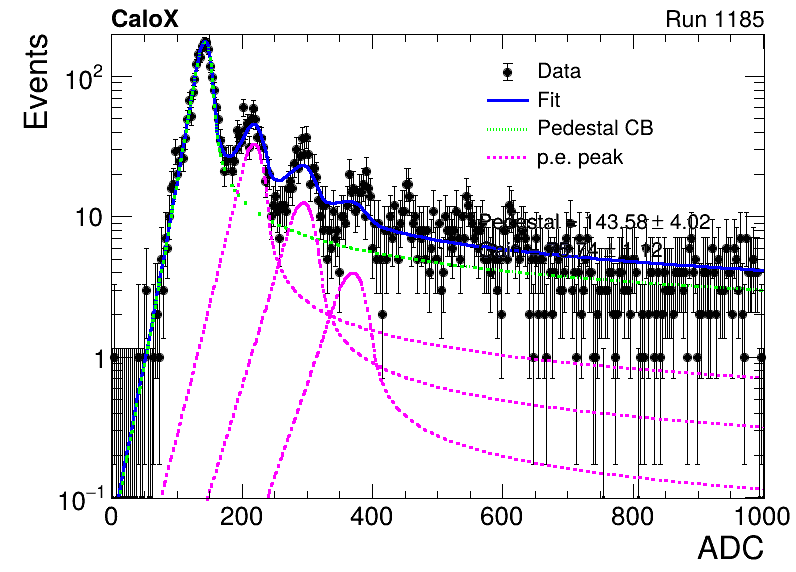 CaloX Run 1185
Events
Data
Fit
Pedestal CB
p.e. peak
Pedestal = 143.58 ± 4.02
10²
10
1
10⁻¹
0 200 400 600 800 1000
ADC